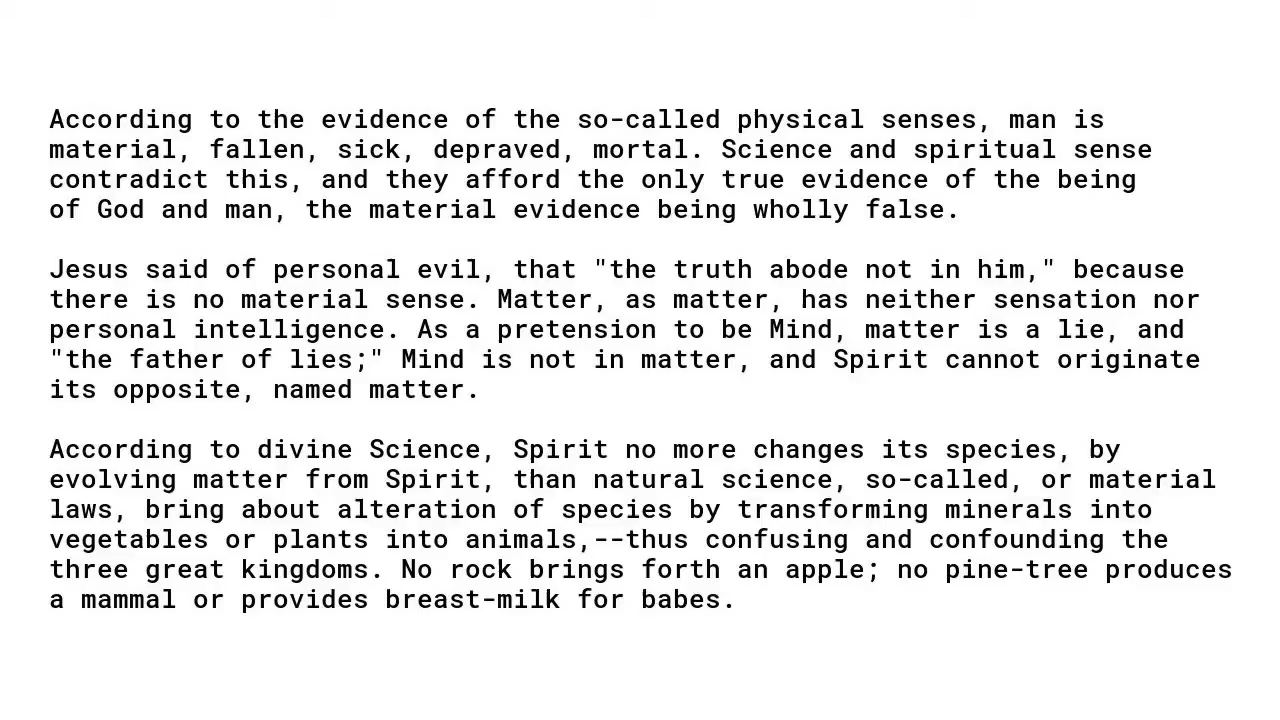 According to the evidence of the so-called physical senses, man is
material, fallen, sick, depraved, mortal. Science and spiritual sense
contradict this, and they afford the only true evidence of the being
of God and man, the material evidence being wholly false.
Jesus said of personal evil, that "the truth abode not in him," because
there is no material sense. Matter, as matter, has neither sensation nor
personal intelligence. As a pretension to be Mind, matter is a lie, and
"the father of lies;" Mind is not in matter, and Spirit cannot originate
its opposite, named matter.
According to divine Science, Spirit no more changes its species, by
evolving matter from Spirit, than natural science, so-called, or material
laws, bring about alteration of species by transforming minerals into
vegetables or plants into animals,--thus confusing and confounding the
three great kingdoms. No rock brings forth an apple; no pine-tree produces
a mammal or provides breast-milk for babes.